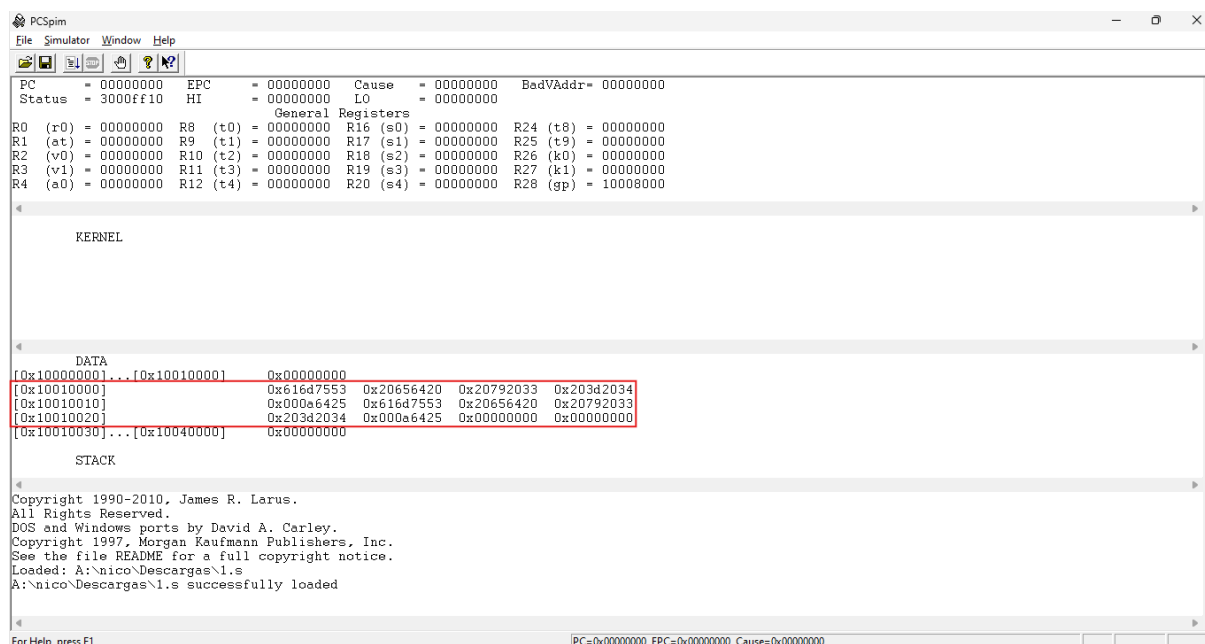 PCSpim
File Simulator Window Help
PC = 00000000 EPC = 00000000 Cause = 00000000 BadVAddr= 00000000
Status = 3000ff10 HI = 00000000 LO = 00000000
General Registers
R0 (r0) = 00000000 R8 (t0) = 00000000 R16 (s0) = 00000000 R24 (t8) = 00000000
R1 (at) = 00000000 R9 (t1) = 00000000 R17 (s1) = 00000000 R25 (t9) = 00000000
R2 (v0) = 00000000 R10 (t2) = 00000000 R18 (s2) = 00000000 R26 (k0) = 00000000
R3 (v1) = 00000000 R11 (t3) = 00000000 R19 (s3) = 00000000 R27 (k1) = 00000000
R4 (a0) = 00000000 R12 (t4) = 00000000 R20 (s4) = 00000000 R28 (gp) = 10008000
KERNEL
DATA
[0x10000000]...[0x10010000] 0x00000000
[0x10010000] 0x616d7553 0x20656420 0x20792033 0x203d2034
[0x10010010] 0x000a6425 0x616d7553 0x20656420 0x20792033
[0x10010020] 0x203d2034 0x000a6425 0x00000000 0x00000000
[0x10010030]...[0x10040000] 0x00000000
STACK
Copyright 1990-2010, James R. Larus.
All Rights Reserved.
DOS and Windows ports by David A. Carley.
Copyright 1997, Morgan Kaufmann Publishers, Inc.
See the file README for a full copyright notice.
Loaded: A:\nico\Descargas\1.s
A:\nico\Descargas\1.s successfully loaded
For Help, press F1 PC=0x00000000 EPC=0x00000000 Cause=0x00000000